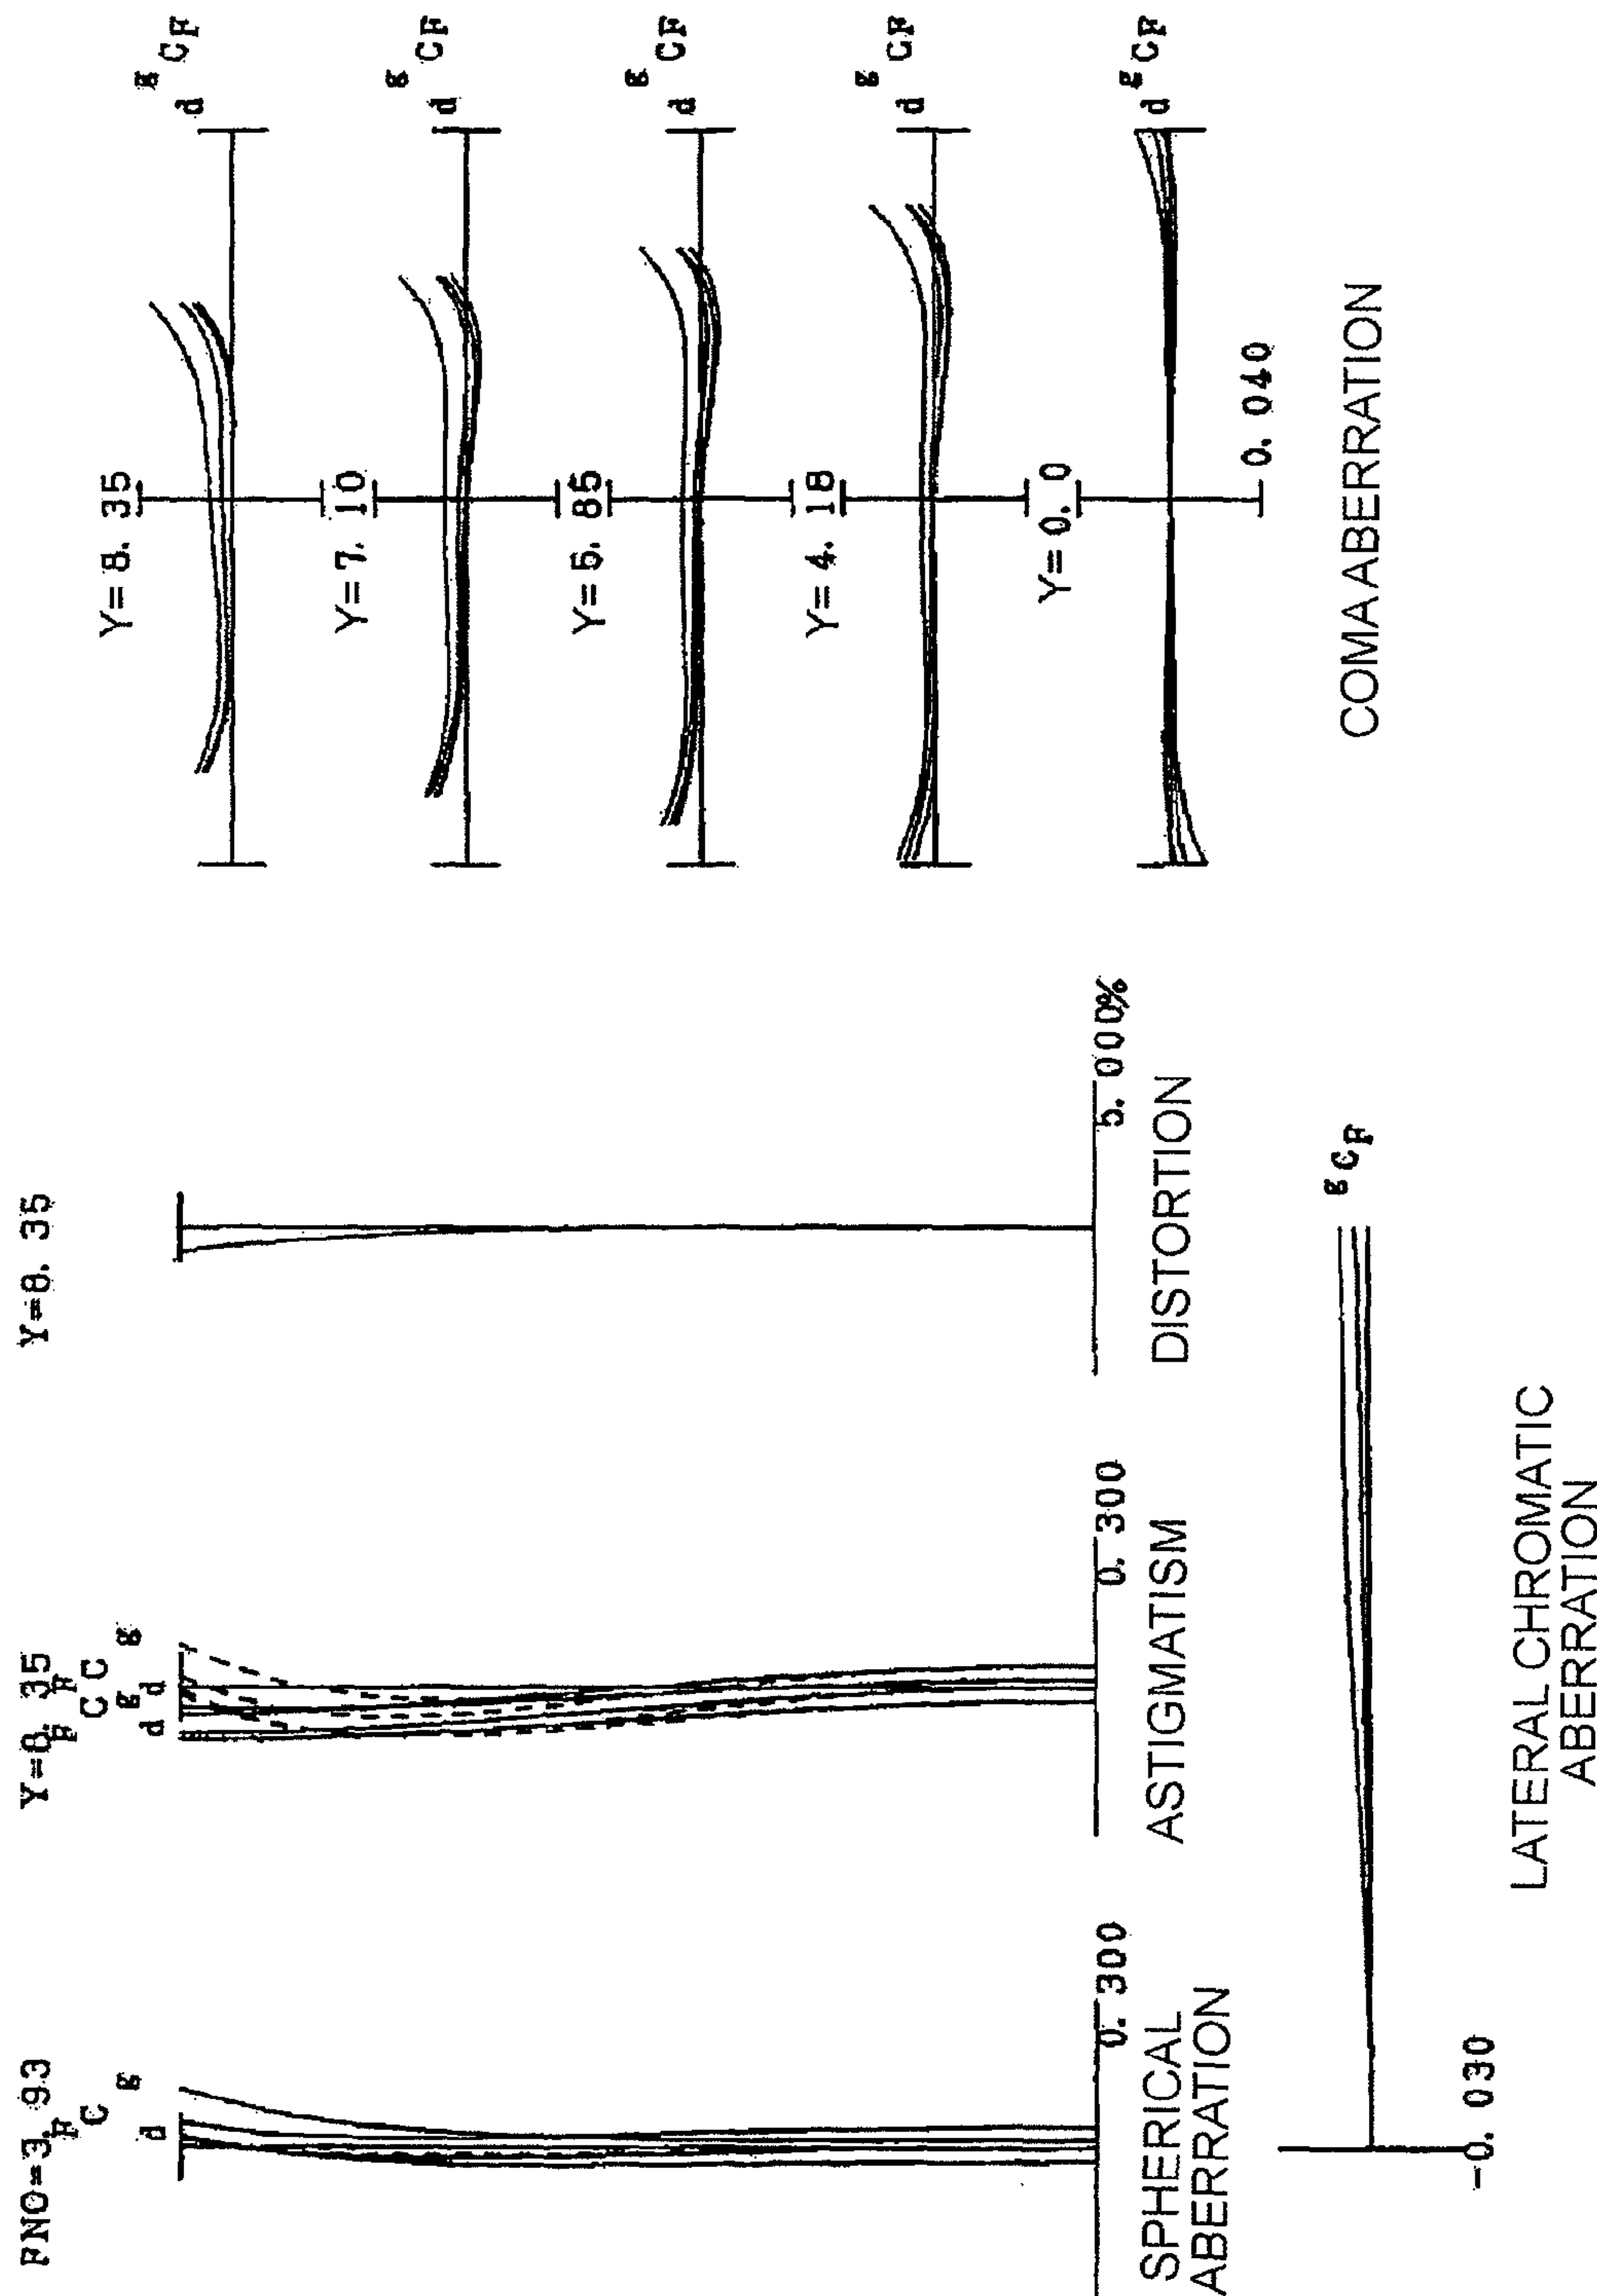 FNO=3. 93
F
C
g
d
0. 300
SPHERICAL
ABERRATION
Y=8. 35
F
F
C
C
g
g
d
d
0. 300
ASTIGMATISM
Y=8. 35
5. 000%
DISTORTION
g C F
-0. 030
LATERAL CHROMATIC
ABERRATION
Y=8. 35
d g C F
Y=7. 10
d g C F
Y=5. 85
d g C F
Y=4. 18
d g C F
Y=0. 0
d g C F
0. 040
COMA ABERRATION